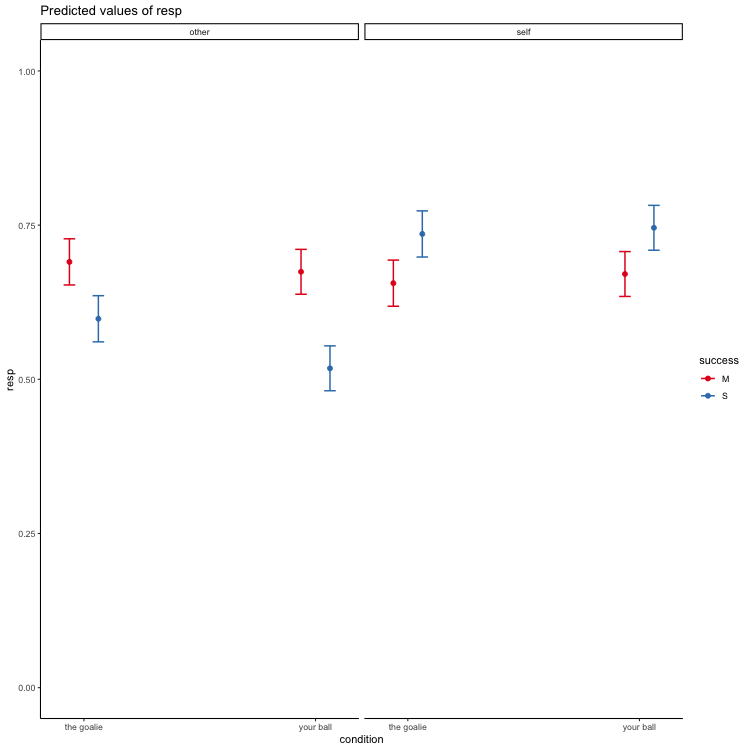 Predicted values of resp
other
self
1.00
0.75
0.50
0.25
0.00
resp
the goalie
your ball
the goalie
your ball
condition
success
M
S